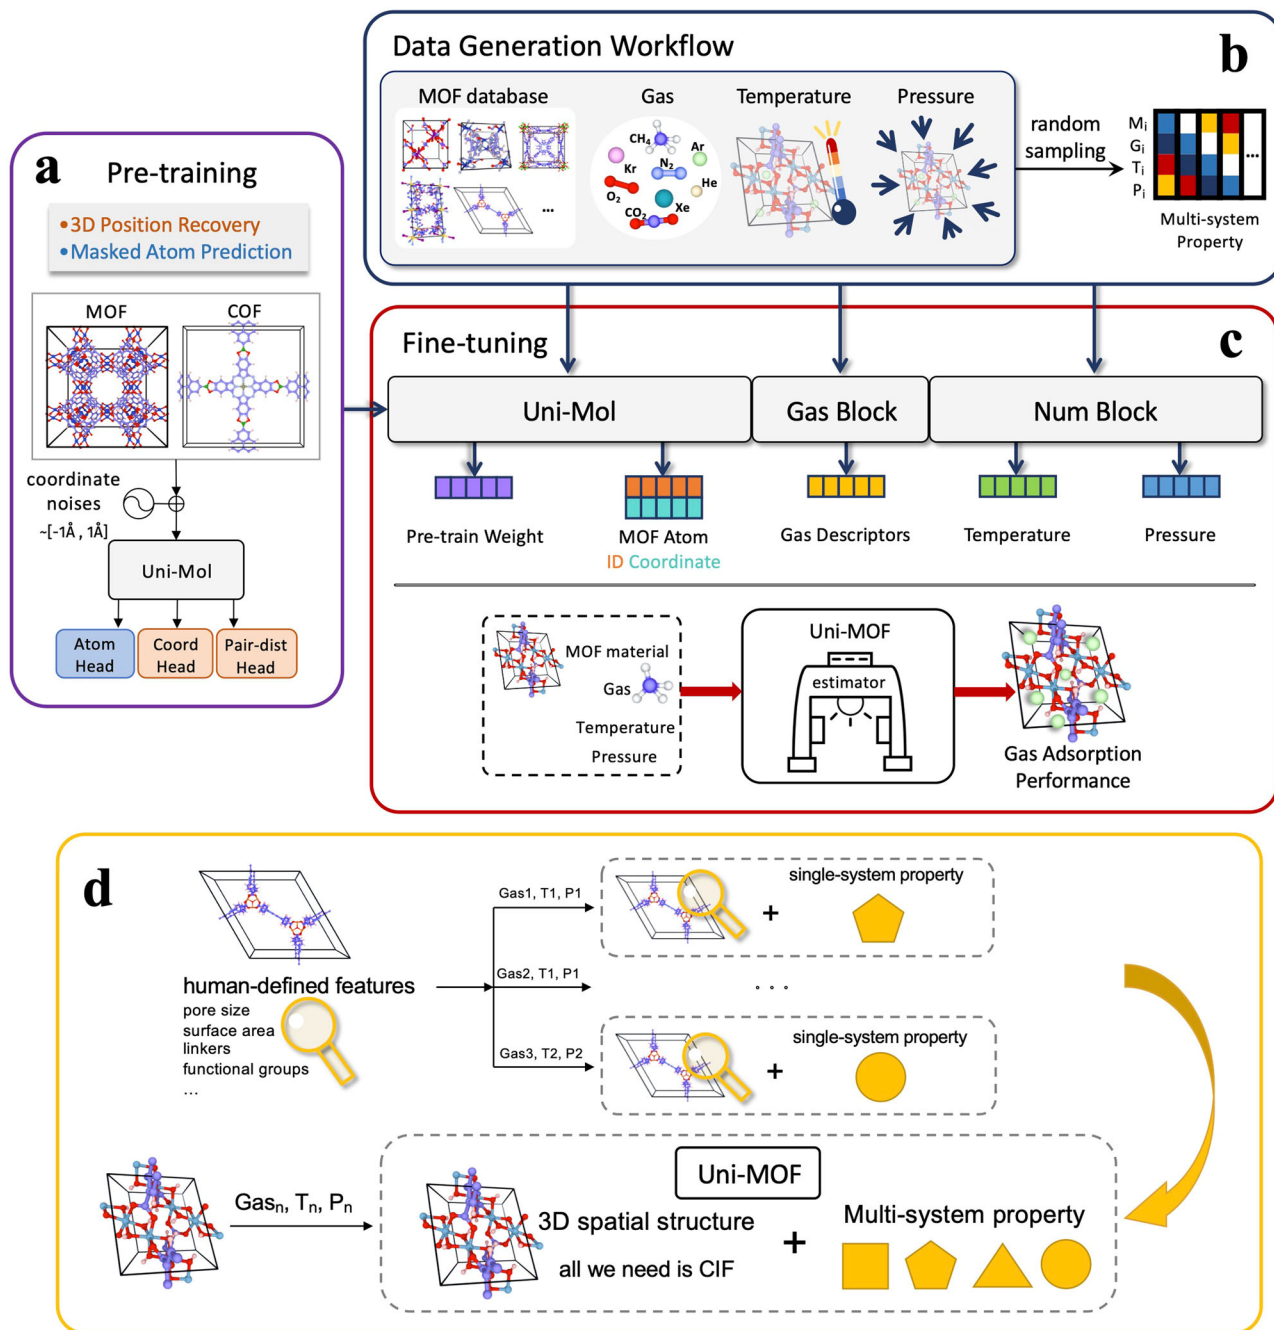 a
Pre-training
•3D Position Recovery
•Masked Atom Prediction
MOF
COF
coordinate
noises
~[-1Å , 1Å]
Uni-Mol
Atom
Head
Coord
Head
Pair-dist
Head
b
Data Generation Workflow
MOF database
Gas
Temperature
Pressure
...
CH₄
Ar
Kr
N₂
O₂
He
Xe
CO₂
random
sampling
Mᵢ
Gᵢ
Tᵢ
Pᵢ
...
Multi-system
Property
c
Fine-tuning
Uni-Mol
Gas Block
Num Block
Pre-train Weight
MOF Atom
ID Coordinate
Gas Descriptors
Temperature
Pressure
MOF material
Gas
Temperature
Pressure
Uni-MOF
estimator
Gas Adsorption
Performance
d
human-defined features
pore size
surface area
linkers
functional groups
...
Gas1, T1, P1
Gas2, T1, P1
Gas3, T2, P2
single-system property
+
. . .
single-system property
+
Gasₙ, Tₙ, Pₙ
Uni-MOF
3D spatial structure
all we need is CIF
+
Multi-system property